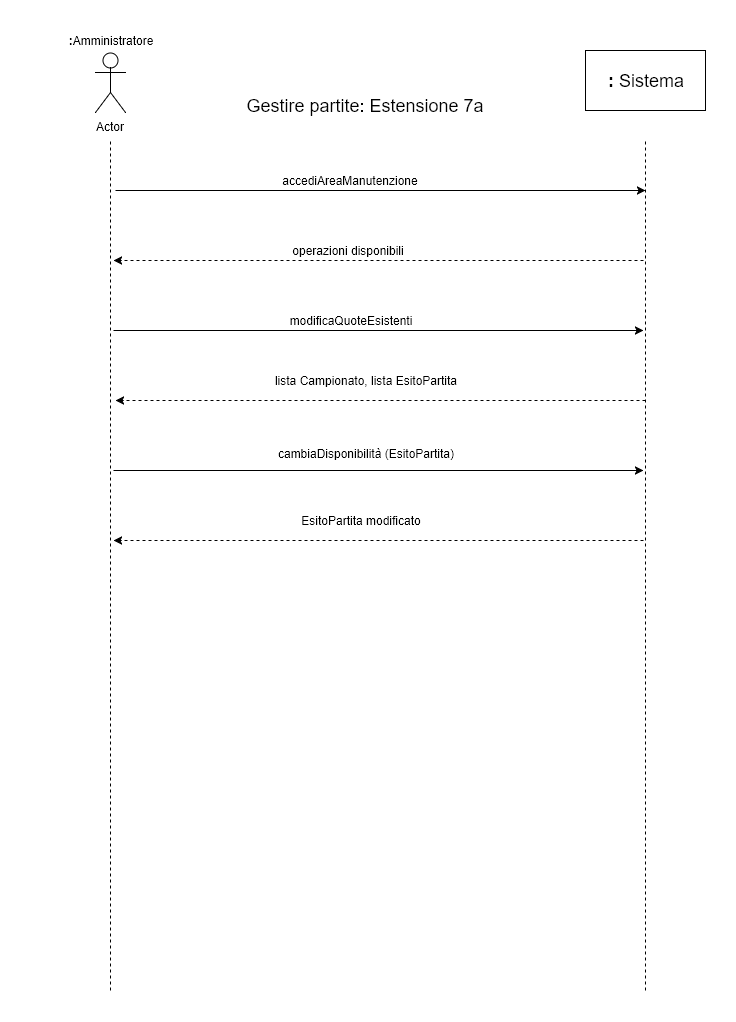 :Amministratore
: Sistema
Gestire partite: Estensione 7a
Actor
accediAreaManutenzione
operazioni disponibili
modificaQuoteEsistenti
lista Campionato, lista EsitoPartita
cambiaDisponibilità (EsitoPartita)
EsitoPartita modificato